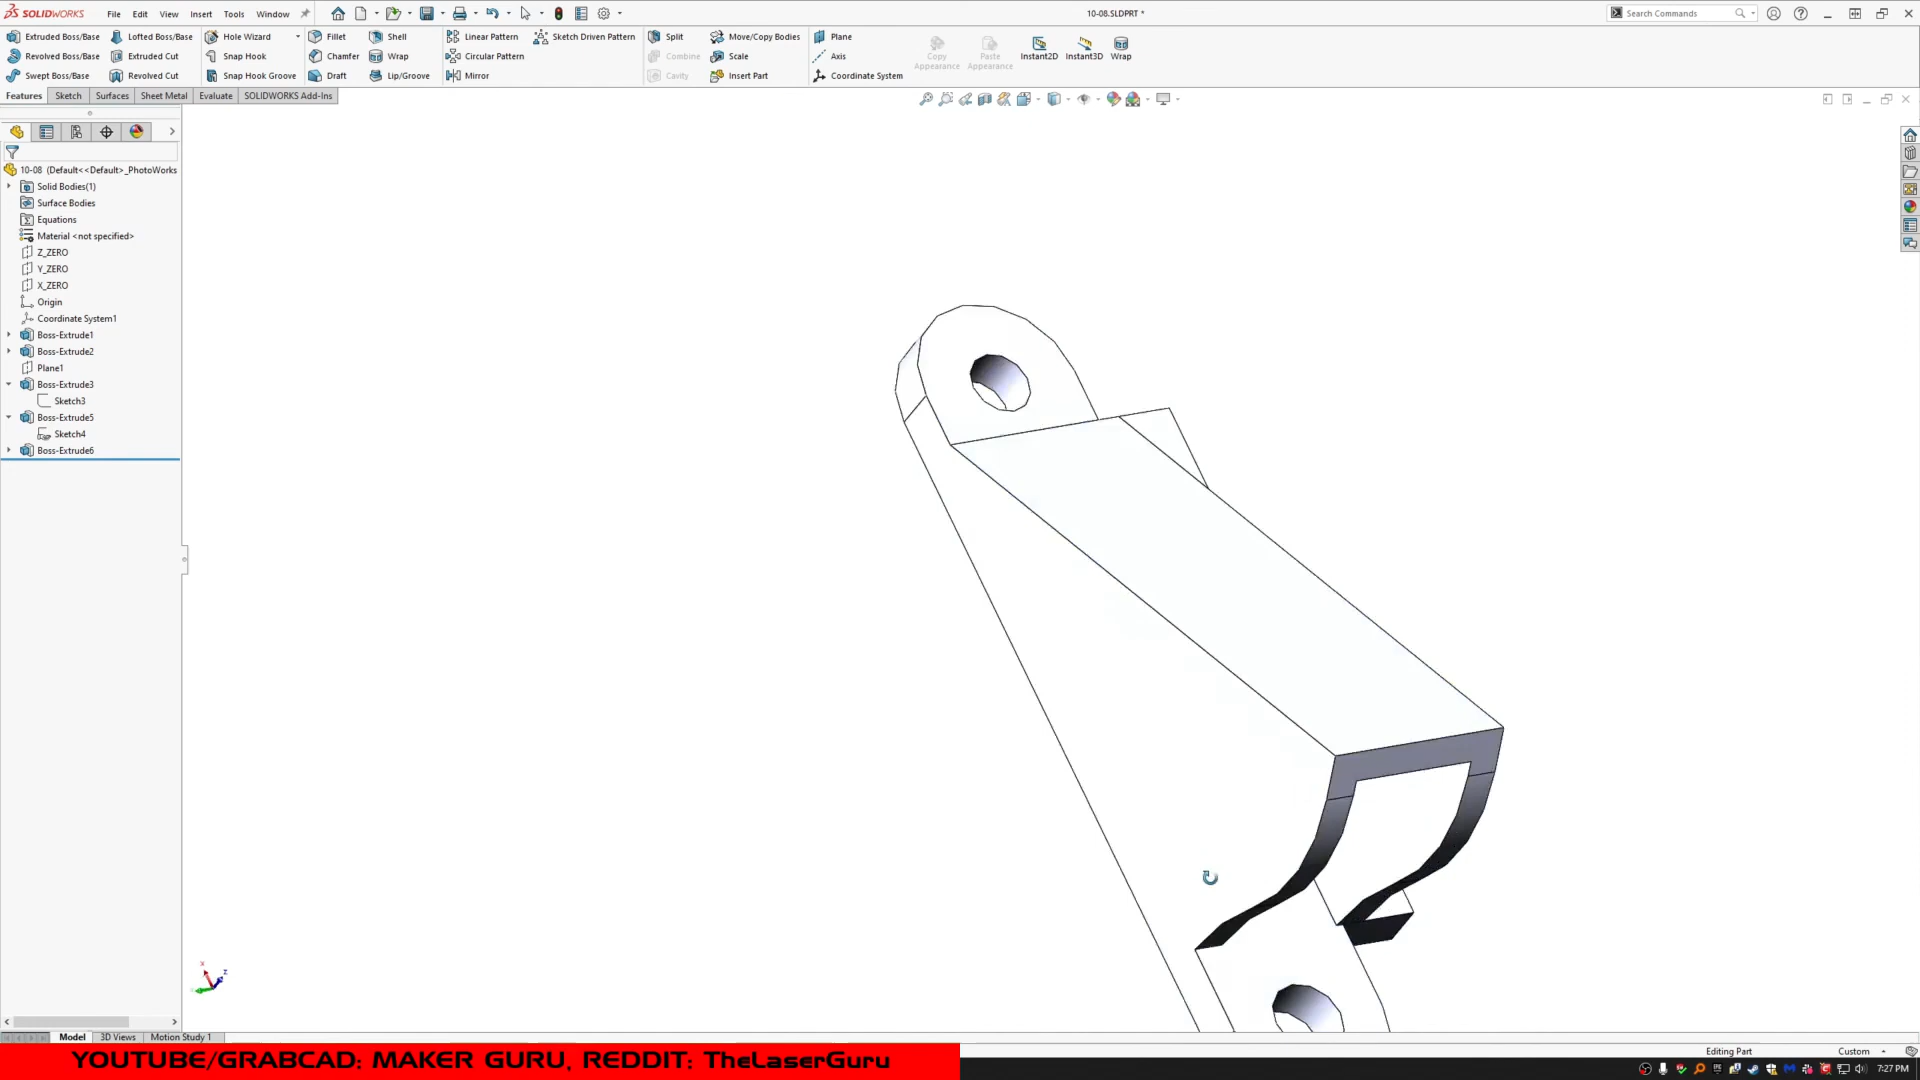 SOLIDWORKS File Edit View Insert Tools Window 10-08.SLDPRT * Search Commands
Extruded Boss/Base Lofted Boss/Base Hole Wizard Fillet Shell Linear Pattern Sketch Driven Pattern Split Move/Copy Bodies Plane
Revolved Boss/Base Extruded Cut Snap Hook Chamfer Wrap Circular Pattern Combine Scale Axis Copy Appearance Paste Appearance Instant2D Instant3D Wrap
Swept Boss/Base Revolved Cut Snap Hook Groove Draft Lip/Groove Mirror Cavity Insert Part Coordinate System
Features Sketch Surfaces Sheet Metal Evaluate SOLIDWORKS Add-Ins
10-08 (Default<<Default>_PhotoWorks
Solid Bodies(1)
Surface Bodies
Equations
Material <not specified>
Z_ZERO
Y_ZERO
X_ZERO
Origin
Coordinate System1
Boss-Extrude1
Boss-Extrude2
Plane1
Boss-Extrude3
Sketch3
Boss-Extrude5
Sketch4
Boss-Extrude6
X
Z
Model 3D Views Motion Study 1
Editing Part Custom
YOUTUBE/GRABCAD: MAKER GURU, REDDIT: TheLaserGuru
7:27 PM